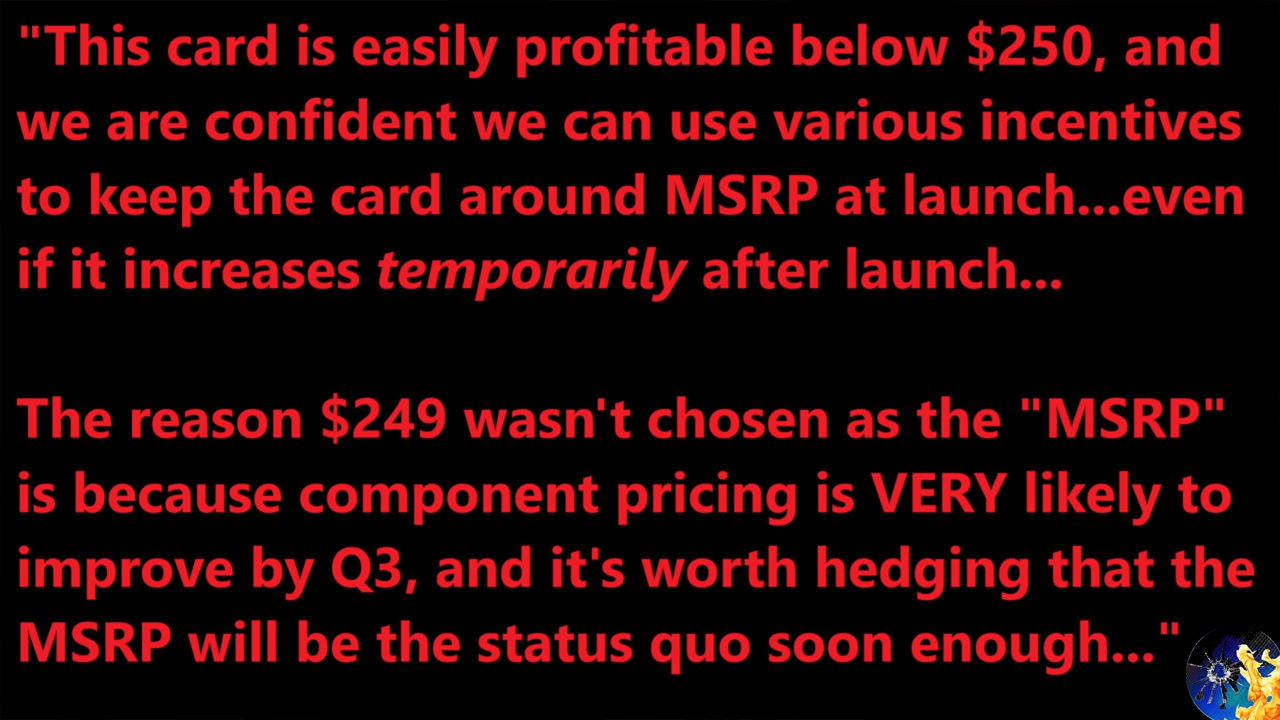 "This card is easily profitable below $250, and
we are confident we can use various incentives
to keep the card around MSRP at launch...even
if it increases temporarily after launch...
The reason $249 wasn't chosen as the "MSRP"
is because component pricing is VERY likely to
improve by Q3, and it's worth hedging that the
MSRP will be the status quo soon enough..."